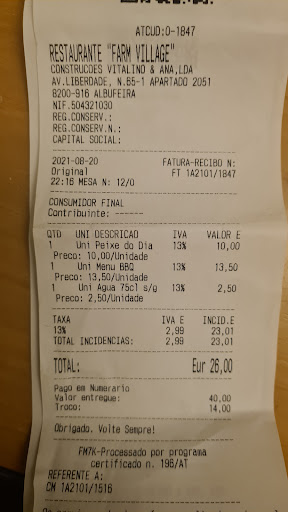 ATCUD:0-1847
RESTAURANTE "FARM VILLAGE"
CONSTRUCOES VITALINO & ANA,LDA
AV.LIBERDADE, N.65-1 APARTADO 2051
8200-916 ALBUFEIRA
NIF.504321030
REG.CONSERV.:
REG.CONSERV.N.:
CAPITAL SOCIAL:
2021-08-20 FATURA-RECIBO N:
Original FT 1A2101/1847
22:16 MESA N: 12/0
CONSUMIDOR FINAL
Contribuinte: ------
QTD UNI DESCRICAO IVA VALOR E
1 Uni Peixe do Dia 13% 10,00
Preco: 10,00/Unidade
1 Uni Menu BBQ 13% 13,50
Preco: 13,50/Unidade
1 Uni Agua 75cl s/g 13% 2,50
Preco: 2,50/Unidade
TAXA IVA E INCID.E
13% 2,99 23,01
TOTAL INCIDENCIAS: 2,99 23,01
TOTAL: Eur 26,00
Pago em Numerario
Valor entregue: 40,00
Troco: 14,00
Obrigado. Volte Sempre!
FM7K-Processado por programa
certificado n. 196/AT
REFERENTE A:
CM 1A2101/1516